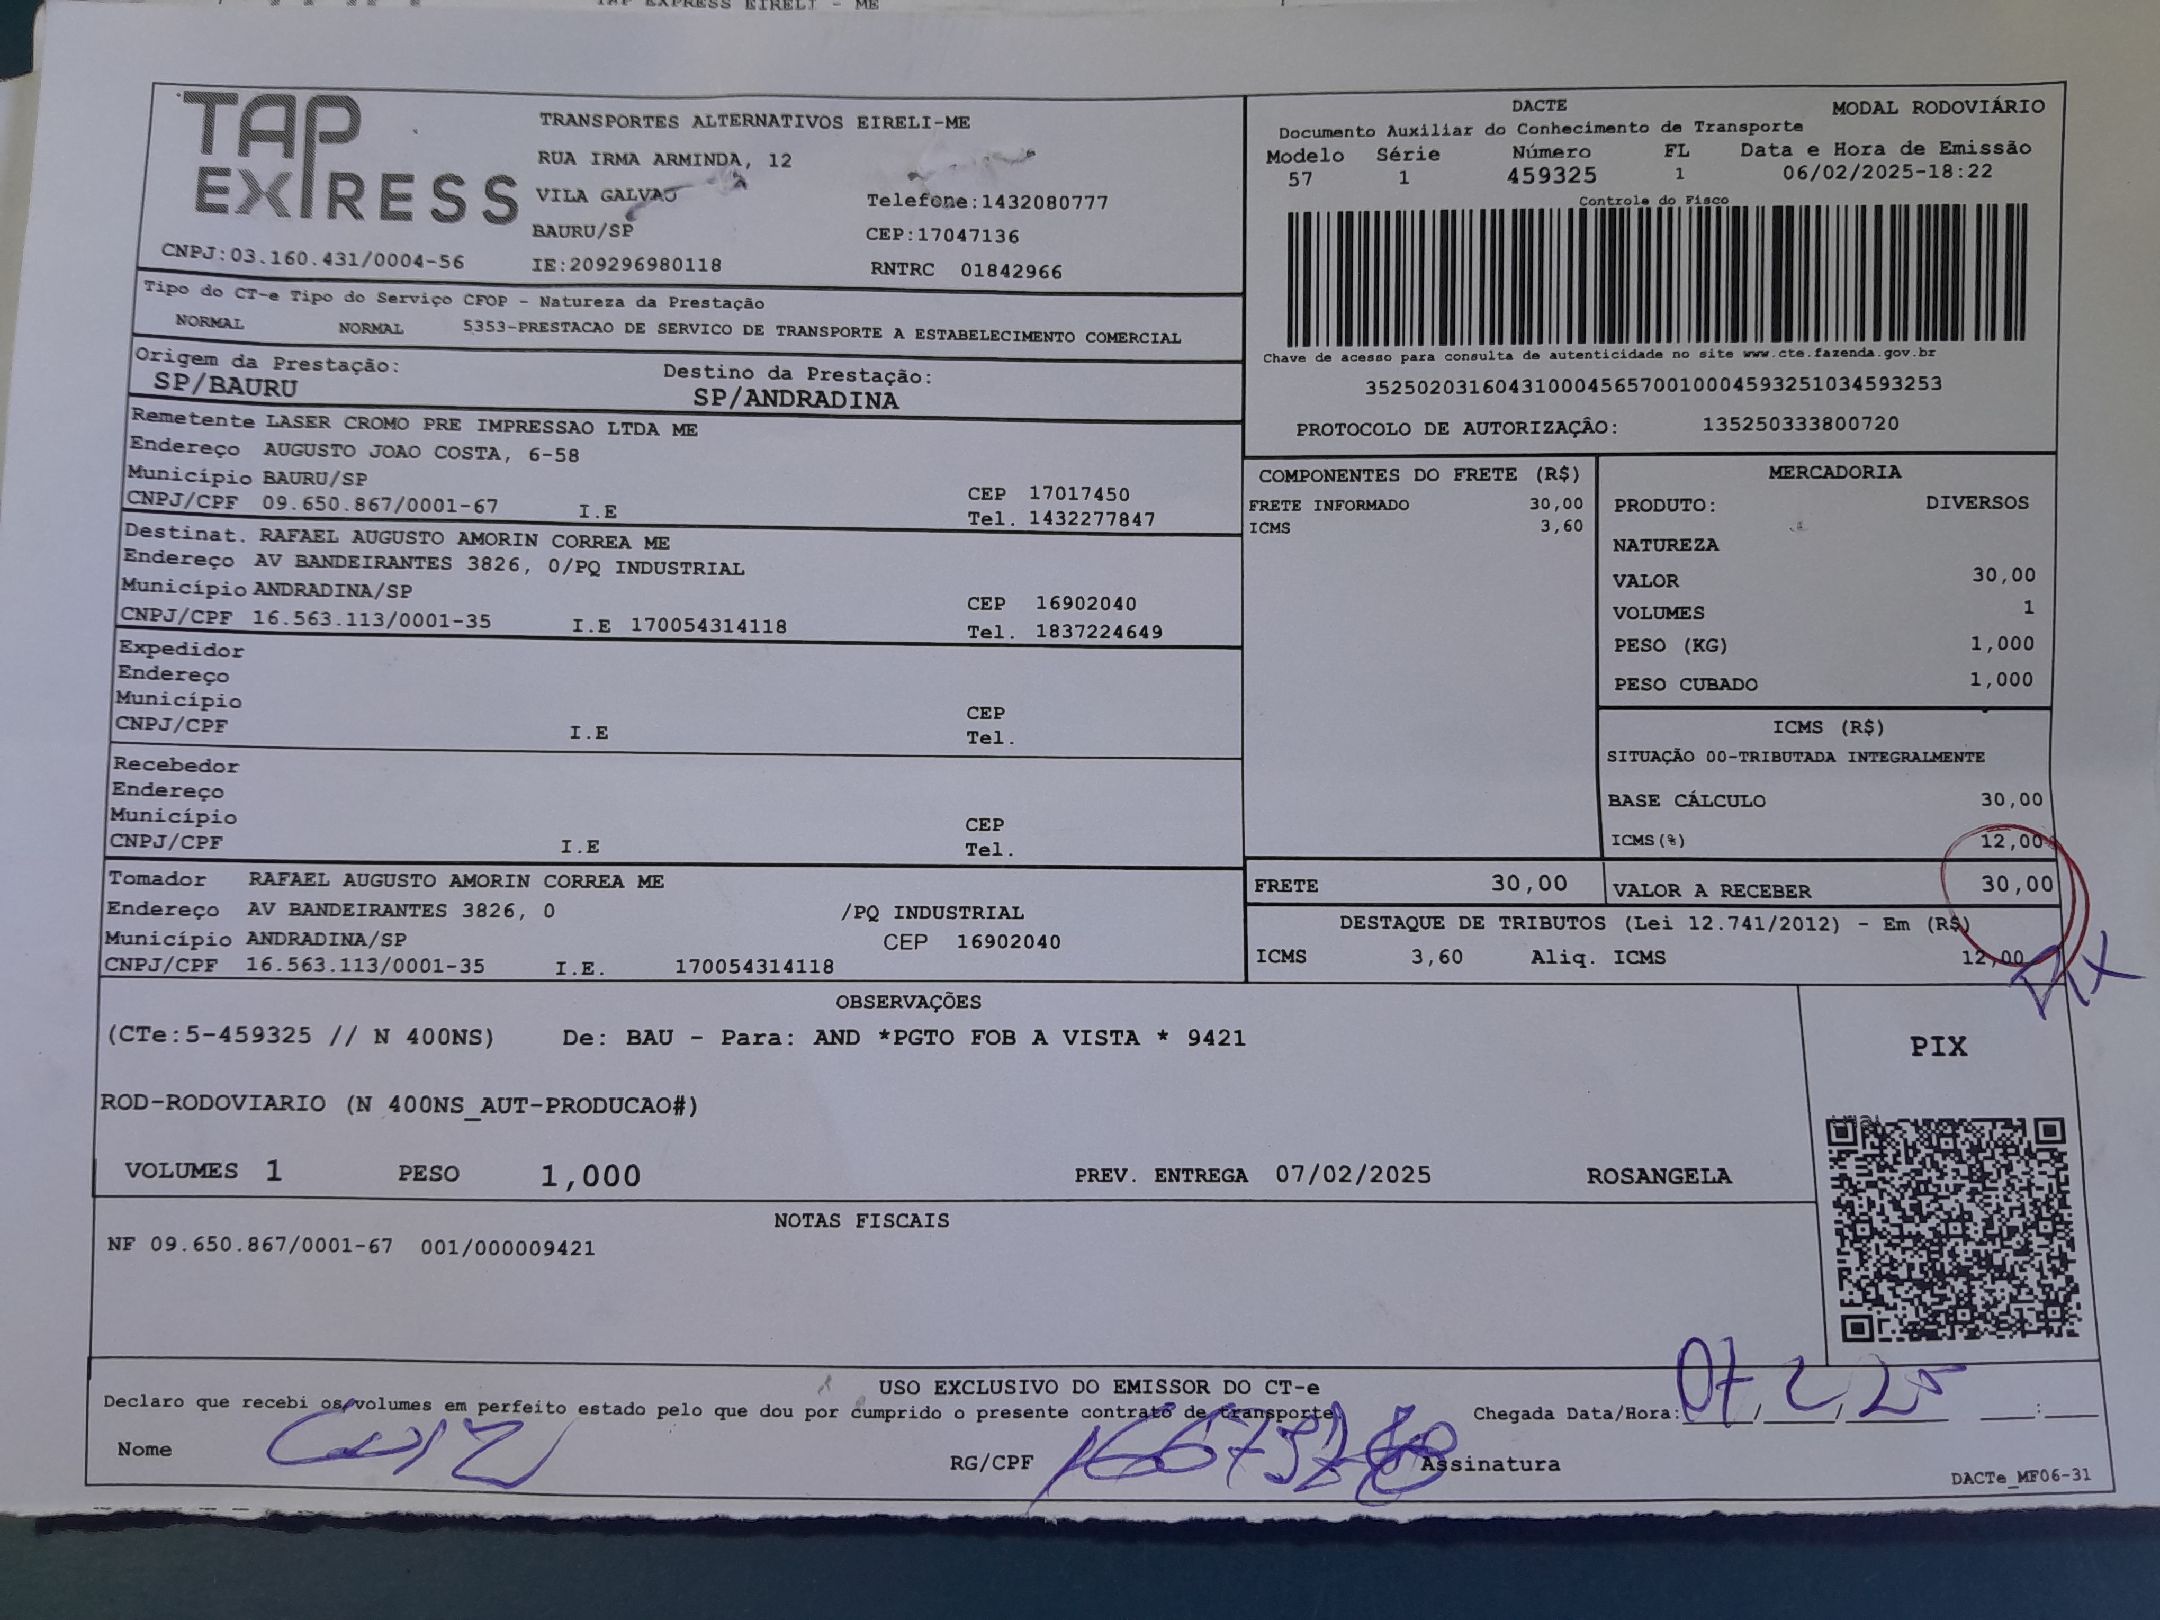 TAP EXPRESS EIRELI - ME
TAP EXPRESS
TRANSPORTES ALTERNATIVOS EIRELI-ME
RUA IRMA ARMINDA, 12
VILA GALVAO
Telefone:1432080777
BAURU/SP
CEP:17047136
CNPJ:03.160.431/0004-56 IE:209296980118 RNTRC 01842966
DACTE MODAL RODOVIÁRIO
Documento Auxiliar do Conhecimento de Transporte
Modelo Série Número FL Data e Hora de Emissão
57 1 459325 1 06/02/2025-18:22
Controle do Fisco
Chave de acesso para consulta de autenticidade no site www.cte.fazenda.gov.br
35250203160431000456570010004593251034593253
PROTOCOLO DE AUTORIZAÇÂO: 135250333800720
Tipo do CT-e Tipo do Serviço CFOP - Natureza da Prestação
NORMAL NORMAL 5353-PRESTACAO DE SERVICO DE TRANSPORTE A ESTABELECIMENTO COMERCIAL
Origem da Prestação: Destino da Prestação:
SP/BAURU SP/ANDRADINA
Remetente LASER CROMO PRE IMPRESSAO LTDA ME
Endereço AUGUSTO JOAO COSTA, 6-58
Município BAURU/SP CEP 17017450
CNPJ/CPF 09.650.867/0001-67 I.E Tel. 1432277847
Destinat. RAFAEL AUGUSTO AMORIN CORREA ME
Endereço AV BANDEIRANTES 3826, 0/PQ INDUSTRIAL
Município ANDRADINA/SP CEP 16902040
CNPJ/CPF 16.563.113/0001-35 I.E 170054314118 Tel. 1837224649
Expedidor
Endereço
Município CEP
CNPJ/CPF I.E Tel.
Recebedor
Endereço
Município CEP
CNPJ/CPF I.E Tel.
Tomador RAFAEL AUGUSTO AMORIN CORREA ME
Endereço AV BANDEIRANTES 3826, 0 /PQ INDUSTRIAL
Município ANDRADINA/SP CEP 16902040
CNPJ/CPF 16.563.113/0001-35 I.E. 170054314118
COMPONENTES DO FRETE (R$)
FRETE INFORMADO 30,00
ICMS 3,60
MERCADORIA
PRODUTO: DIVERSOS
NATUREZA
VALOR 30,00
VOLUMES 1
PESO (KG) 1,000
PESO CUBADO 1,000
ICMS (R$)
SITUAÇÃO 00-TRIBUTADA INTEGRALMENTE
BASE CÁLCULO 30,00
ICMS(%) 12,00
FRETE 30,00 VALOR A RECEBER 30,00
DESTAQUE DE TRIBUTOS (Lei 12.741/2012) - Em (R$)
ICMS 3,60 Aliq. ICMS 12,00
PIX
OBSERVAÇÕES
(CTe:5-459325 // N 400NS) De: BAU - Para: AND *PGTO FOB A VISTA * 9421
PIX
ROD-RODOVIARIO (N 400NS_AUT-PRODUCAO#)
VOLUMES 1 PESO 1,000 PREV. ENTREGA 07/02/2025 ROSANGELA
NOTAS FISCAIS
NF 09.650.867/0001-67 001/000009421
USO EXCLUSIVO DO EMISSOR DO CT-e
Declaro que recebi os volumes em perfeito estado pelo que dou por cumprido o presente contrato de transporte. Chegada Data/Hora: 07/2/25 :
Nome Luiz RG/CPF Assinatura
DACTe_MF06-31